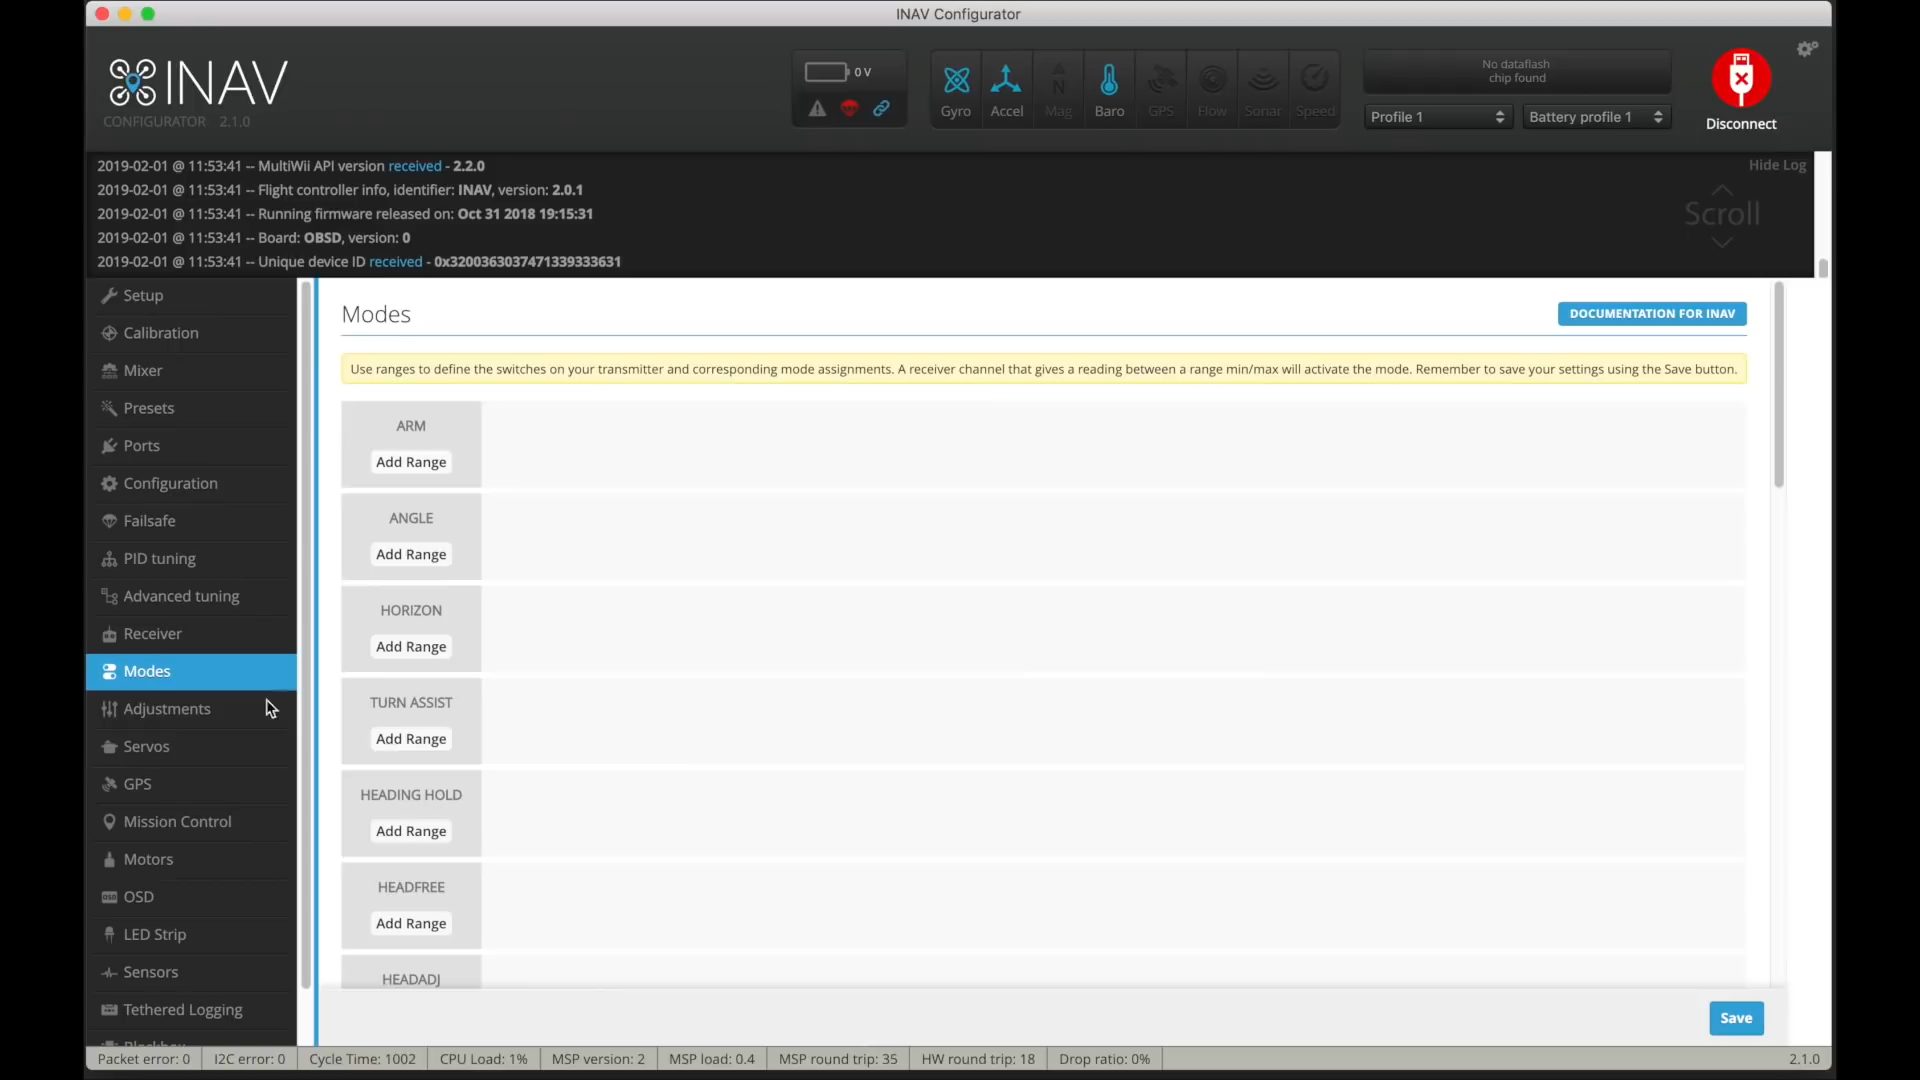 INAV Configurator
INAV
CONFIGURATOR 2.1.0
0 V
Gyro
Accel
Mag
Baro
GPS
Flow
Sonar
Speed
No dataflash
chip found
Profile 1
Battery profile 1
Disconnect
2019-02-01 @ 11:53:41 -- MultiWii API version received - 2.2.0
2019-02-01 @ 11:53:41 -- Flight controller info, identifier: INAV, version: 2.0.1
2019-02-01 @ 11:53:41 -- Running firmware released on: Oct 31 2018 19:15:31
2019-02-01 @ 11:53:41 -- Board: OBSD, version: 0
2019-02-01 @ 11:53:41 -- Unique device ID received - 0x3200363037471339333631
Hide Log
Scroll
Setup
Calibration
Mixer
Presets
Ports
Configuration
Failsafe
PID tuning
Advanced tuning
Receiver
Modes
Adjustments
Servos
GPS
Mission Control
Motors
OSD
LED Strip
Sensors
Tethered Logging
Modes
DOCUMENTATION FOR INAV
Use ranges to define the switches on your transmitter and corresponding mode assignments. A receiver channel that gives a reading between a range min/max will activate the mode. Remember to save your settings using the Save button.
ARM
Add Range
ANGLE
Add Range
HORIZON
Add Range
TURN ASSIST
Add Range
HEADING HOLD
Add Range
HEADFREE
Add Range
HEADADJ
Save
Packet error: 0
I2C error: 0
Cycle Time: 1002
CPU Load: 1%
MSP version: 2
MSP load: 0.4
MSP round trip: 35
HW round trip: 18
Drop ratio: 0%
2.1.0